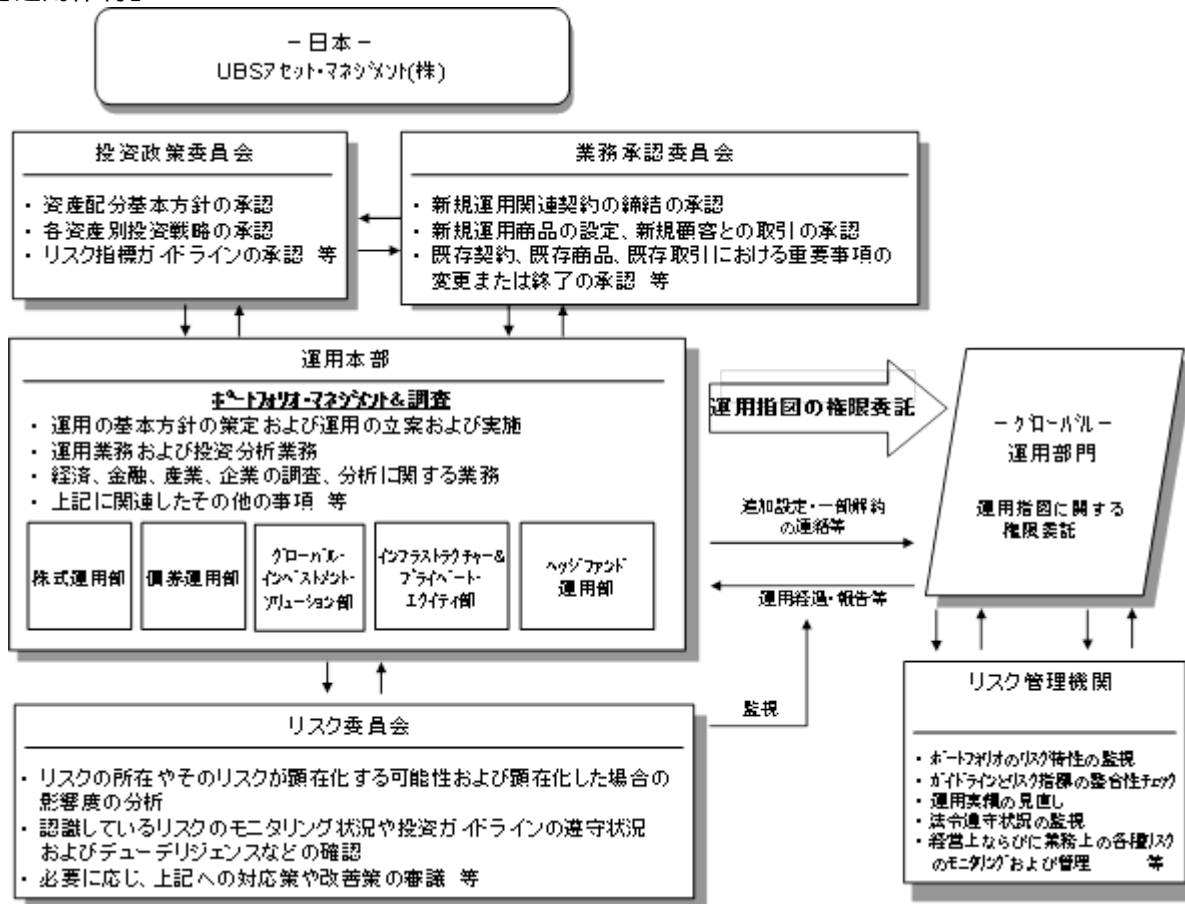 －日本－
UBSｱｾｯﾄ･ﾏﾈｼﾞﾒﾝﾄ(株)
投資政策委員会
・ 資産配分基本方針の承認
・ 各資産別投資戦略の承認
・ リスク指標ガイドラインの承認 等
業務承認委員会
・ 新規運用関連契約の締結の承認
・ 新規運用商品の設定、新規顧客との取引の承認
・ 既存契約、既存商品、既存取引における重要事項の
変更または終了の承認 等
運用本部
ﾎﾟｰﾄﾌｫﾘｵ･ﾏﾈｼﾞﾒﾝﾄ&調査
・ 運用の基本方針の策定および運用の立案および実施
・ 運用業務および投資分析業務
・ 経済、金融、産業、企業の調査、分析に関する業務
・ 上記に関連したその他の事項 等
株式運用部
債券運用部
ｸﾞﾛｰﾊﾞﾙ･
ｲﾝﾍﾞｽﾄﾒﾝﾄ･
ｿﾘｭｰｼｮﾝ部
ｲﾝﾌﾗｽﾄﾗｸﾁｬｰ&
ﾌﾟﾗｲﾍﾞｰﾄ･
ｴｸｲﾃｨ部
ﾍｯｼﾞﾌｧﾝﾄﾞ
運用部
運用指図の権限委託
追加設定・一部解約
の連絡等
運用経過・報告等
監視
－ｸﾞﾛｰﾊﾞﾙ－
運用部門
運用指図に関する
権限委託
リスク委員会
・ リスクの所在やそのリスクが顕在化する可能性および顕在化した場合の
影響度の分析
・ 認識しているリスクのモニタリング状況や投資ガイドラインの遵守状況
およびデューデリジェンスなどの確認
・ 必要に応じ、上記への対応策や改善策の審議 等
リスク管理機関
・ ﾎﾟｰﾄﾌｫﾘｵのﾘｽｸ特性の監視
・ ｶﾞｲﾄﾞﾗｲﾝとﾘｽｸ指標の整合性ﾁｪｯｸ
・ 運用実績の見直し
・ 法令遵守状況の監視
・ 経営上ならびに業務上の各種ﾘｽｸ
のﾓﾆﾀﾘﾝｸﾞおよび管理 等